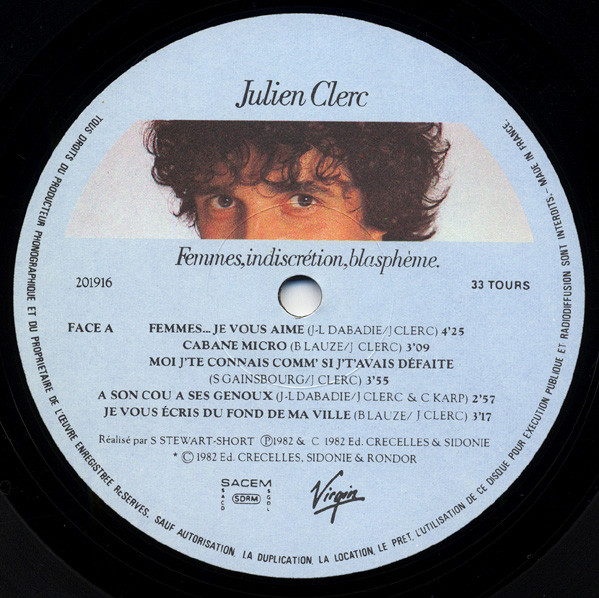 Julien Clerc
Femmes,indiscrétion,blasphème.
201916
33 TOURS
FACE A
FEMMES... JE VOUS AIME (J-L DABADIE/J CLERC) 4'25
CABANE MICRO (B LAUZE/J CLERC) 3'09
MOI J'TE CONNAIS COMM' SI J'T'AVAIS DÉFAITE
(S GAINSBOURG/J CLERC) 3'55
A SON COU A SES GENOUX (J-L DABADIE/J CLERC & C KARP) 2'57
JE VOUS ÉCRIS DU FOND DE MA VILLE (B LAUZE/ J CLERC) 3'17
Réalisé par S STEWART-SHORT Ⓟ1982 & C 1982 Ed. CRECELLES & SIDONIE
* © 1982 Ed. CRECELLES, SIDONIE & RONDOR
SACEM
SACD SDRM SGDL
Virgin
TOUS DROITS DU PRODUCTEUR PHONOGRAPHIQUE ET DU PROPRIETAIRE DE L'ŒUVRE ENREGISTREE RéSERVES. SAUF AUTORISATION, LA DUPLICATION, LA LOCATION, LE PRET, L'UTILISATION DE CE DISQUE POUR EXECUTION PUBLIQUE ET RADIODIFFUSION SONT INTERDITS.- MADE IN FRANCE.